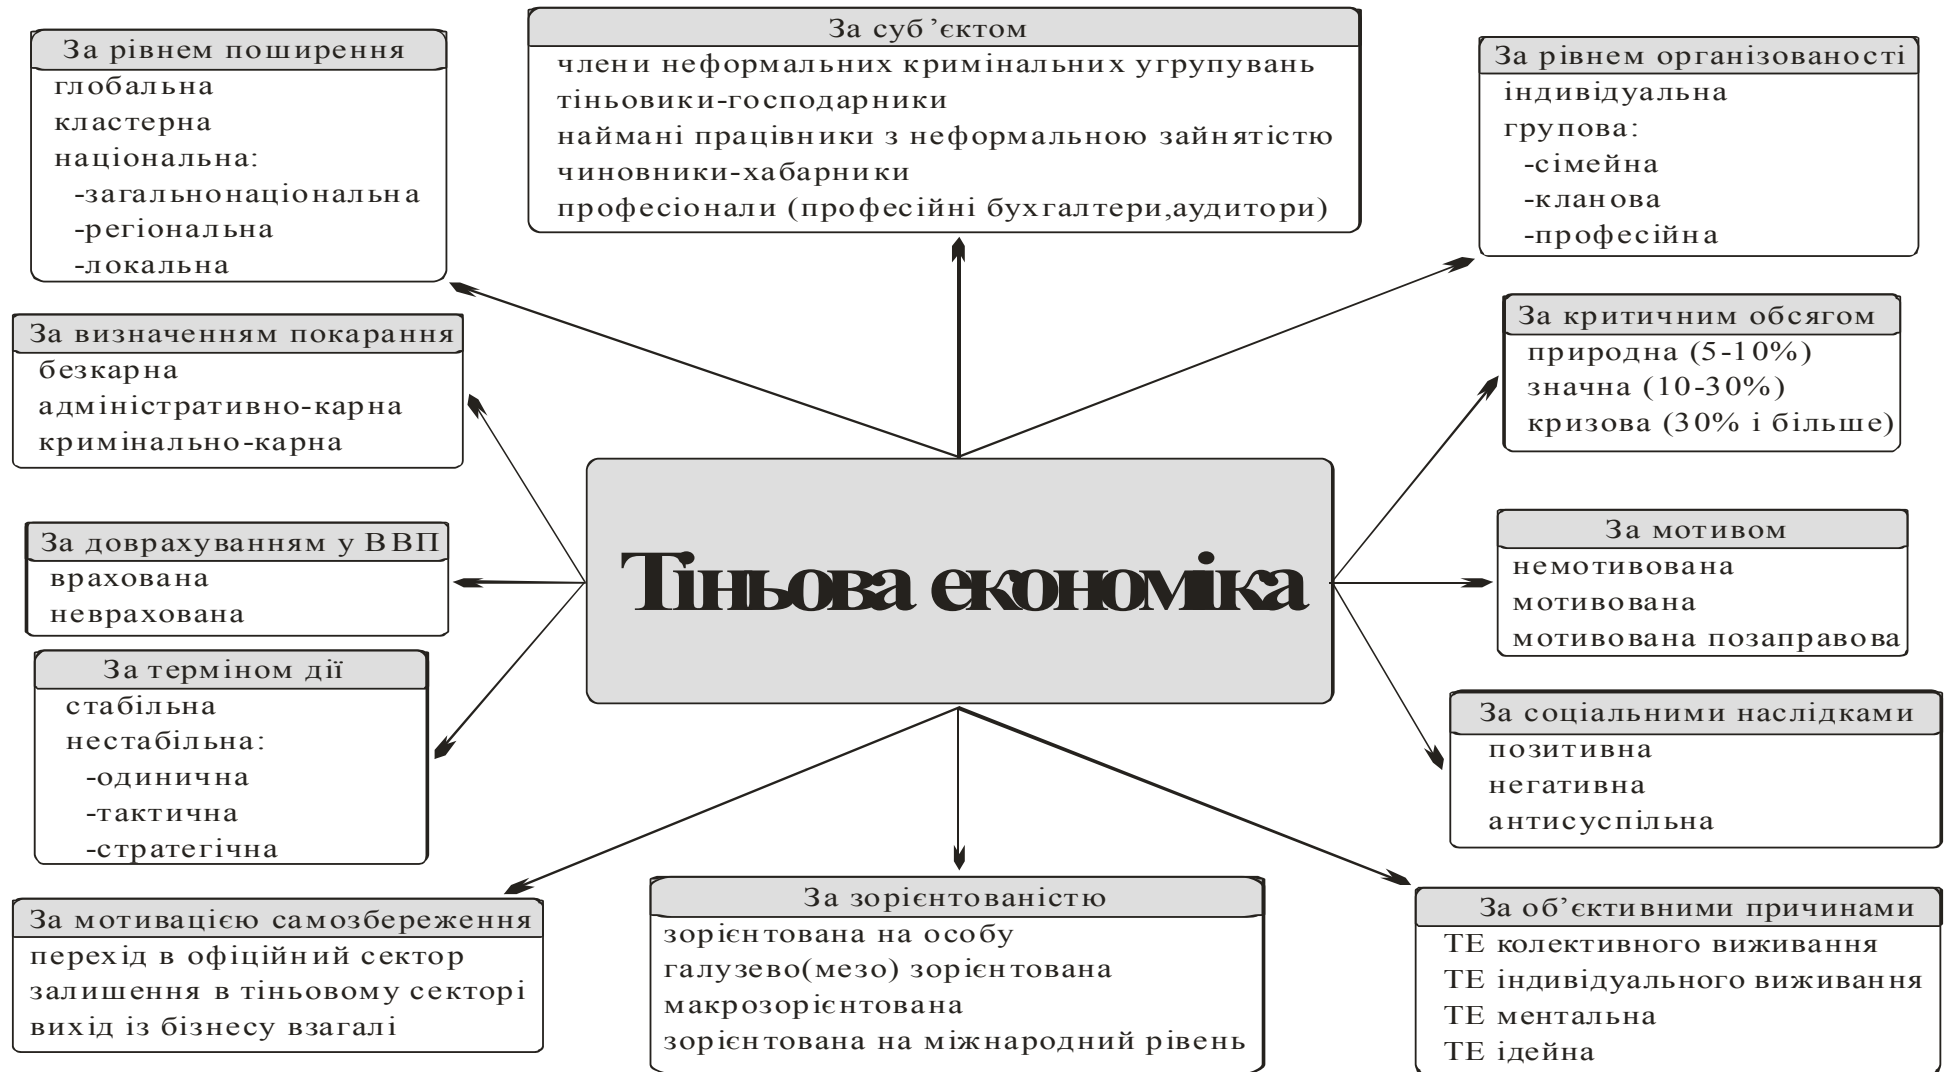 За рівнем поширення
глобальна
кластерна
національна:
-загальнонаціональна
-регіональна
-локальна
За суб’єктом
члени неформальних кримінальних угрупувань
тіньовики-господарники
наймані працівники з неформальною зайнятістю
чиновники-хабарники
професіонали (професійні бухгалтери,аудитори)
За рівнем організованості
індивідуальна
групова:
-сімейна
-кланова
-професійна
За визначенням покарання
безкарна
адміністративно-карна
кримінально-карна
За критичним обсягом
природна (5-10%)
значна (10-30%)
кризова (30% і більше)
Тіньова економіка
За доврахуванням у ВВП
врахована
неврахована
За мотивом
немотивована
мотивована
мотивована позаправова
За терміном дії
стабільна
нестабільна:
-одинична
-тактична
-стратегічна
За соціальними наслідками
позитивна
негативна
антисуспільна
За мотивацією самозбереження
перехід в офіційний сектор
залишення в тіньовому секторі
вихід із бізнесу взагалі
За зорієнтованістю
зорієнтована на особу
галузево(мезо) зорієнтована
макрозорієнтована
зорієнтована на міжнародний рівень
За об’єктивними причинами
ТЕ колективного виживання
ТЕ індивідуального виживання
ТЕ ментальна
ТЕ ідейна